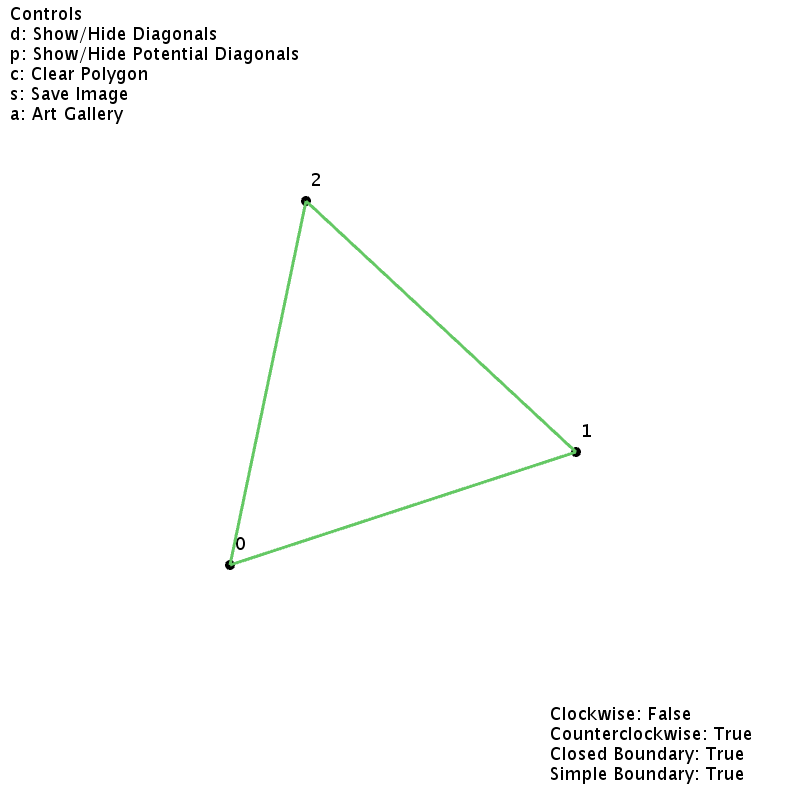 Controls
d: Show/Hide Diagonals
p: Show/Hide Potential Diagonals
c: Clear Polygon
s: Save Image
a: Art Gallery
2
1
0
Clockwise: False
Counterclockwise: True
Closed Boundary: True
Simple Boundary: True